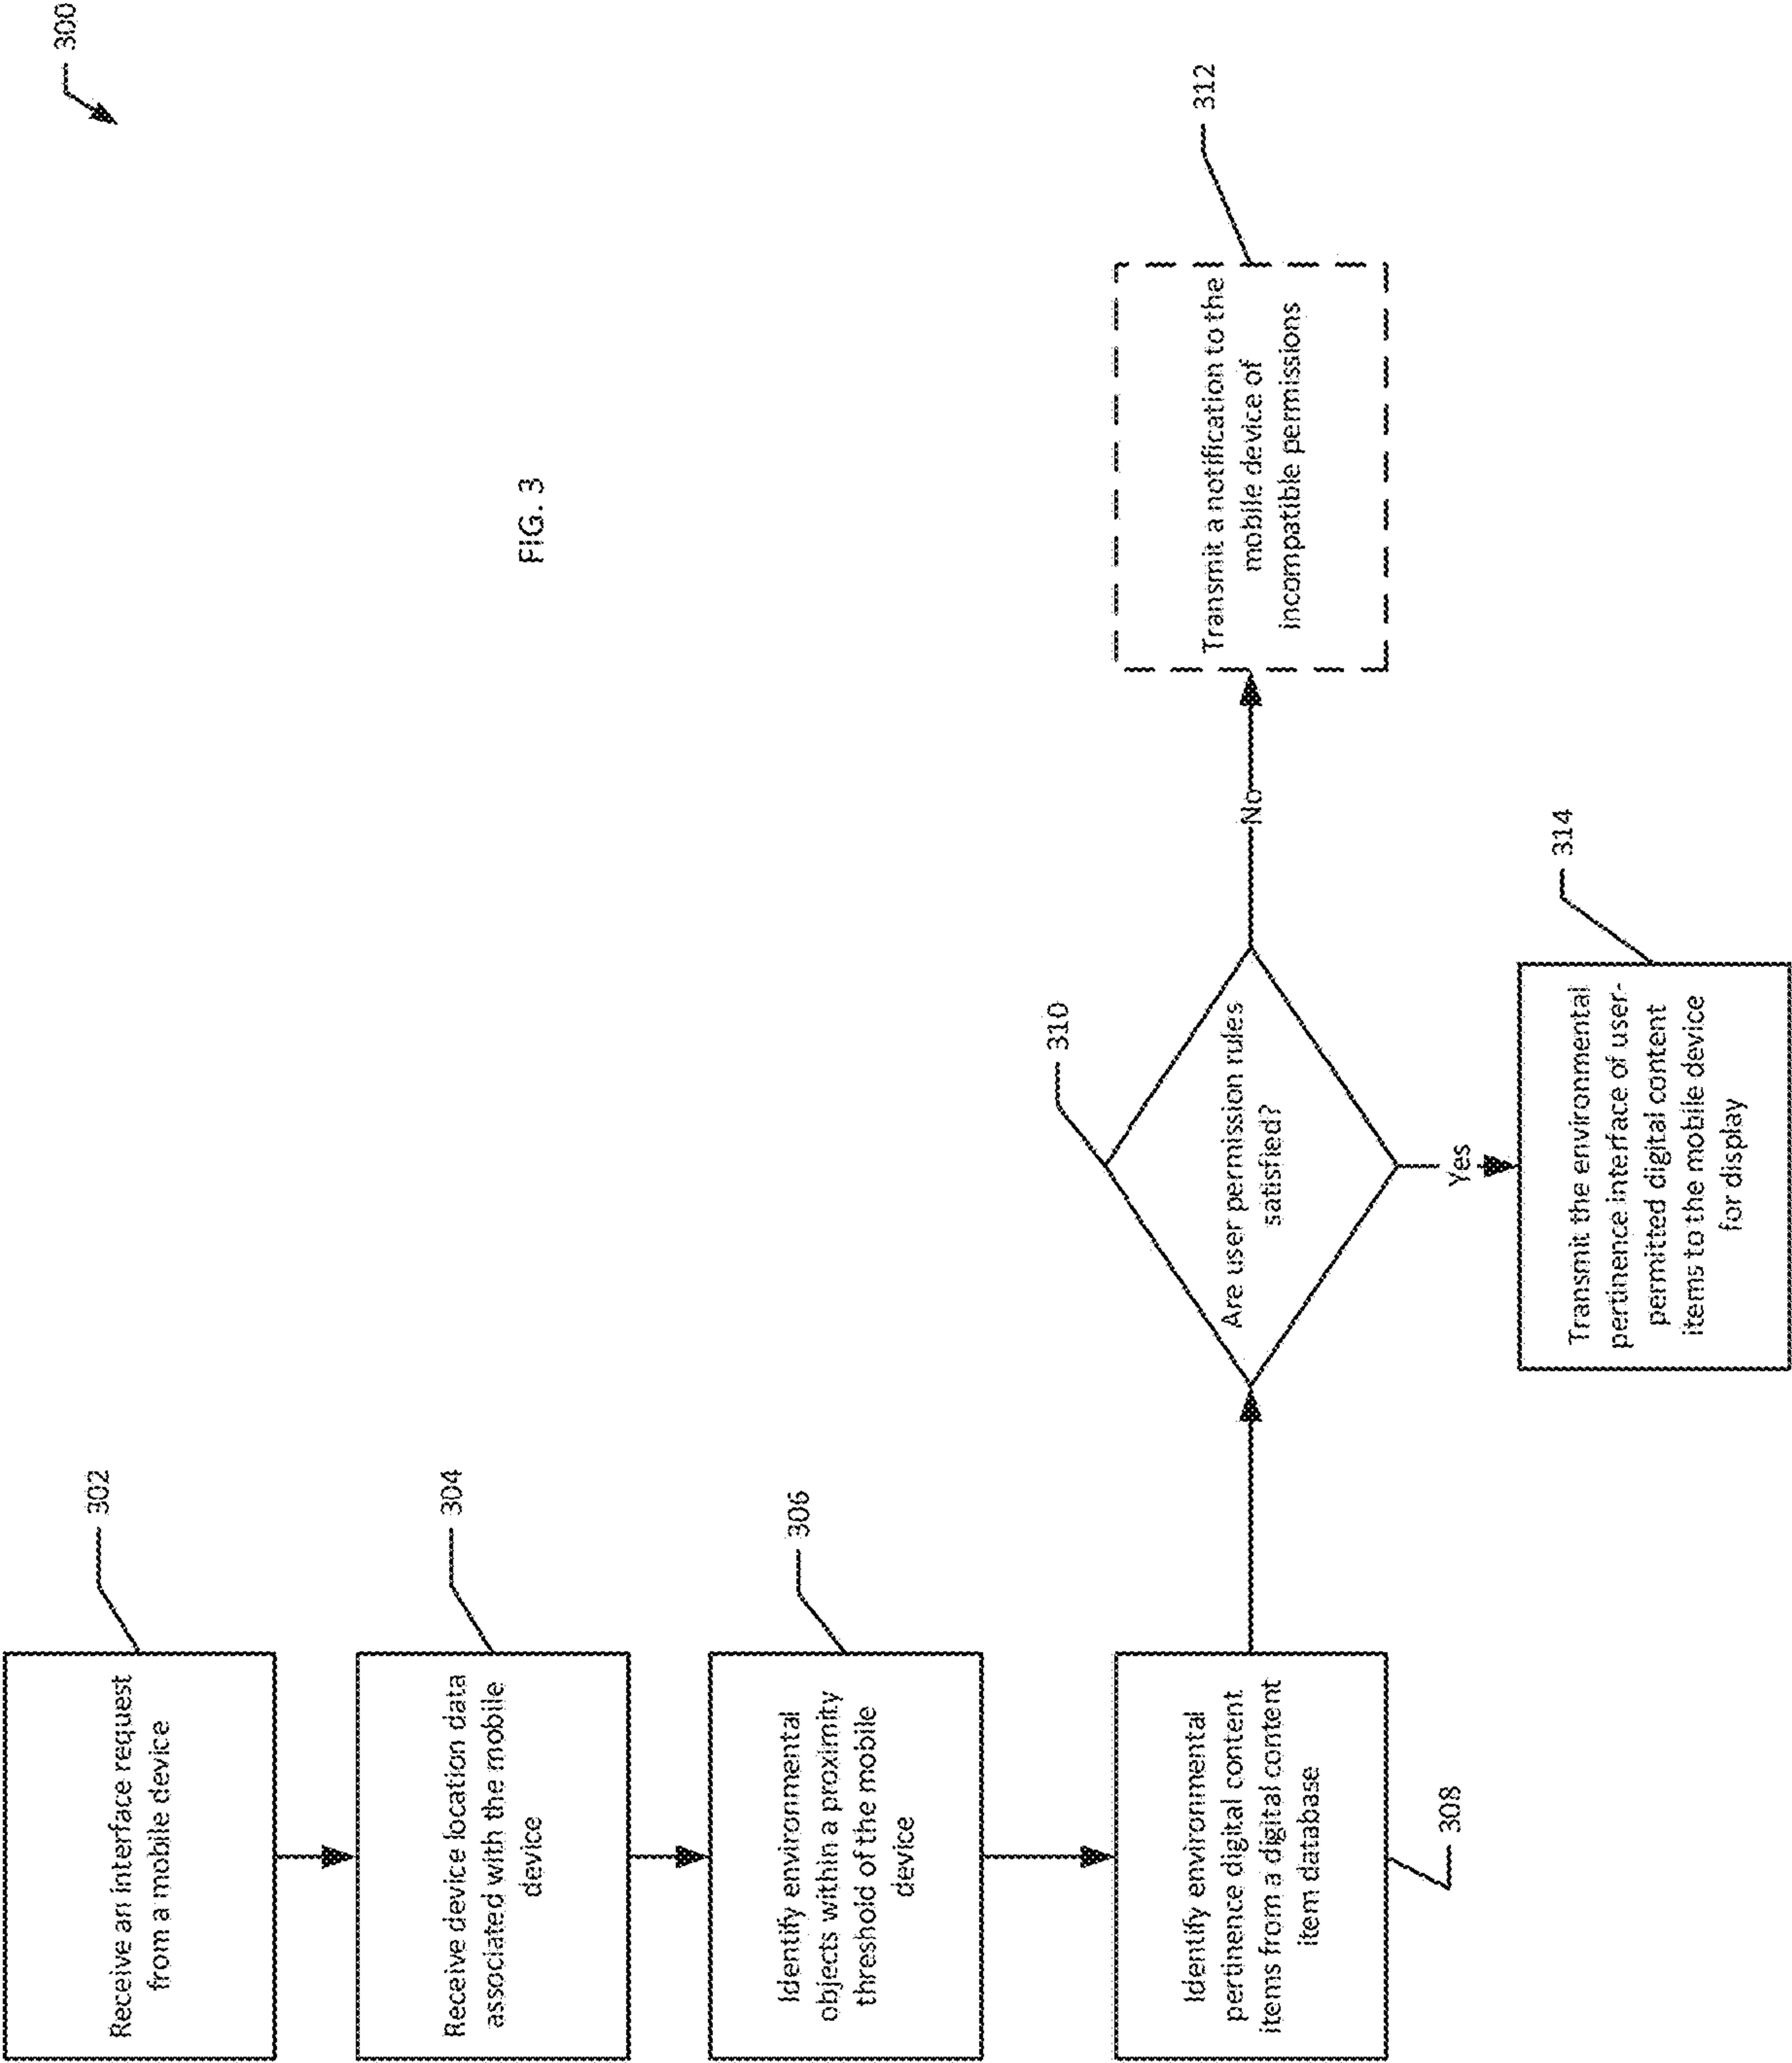 300
302
Receive an interface request
from a mobile device
304
Receive device location data
associated with the mobile
device
306
Identify environmental
objects within a proximity
threshold of the mobile
device
308
Identify environmental
pertinence digital content
items from a digital content
item database
310
Are user permission rules
satisfied?
No
312
Transmit a notification to the
mobile device of
incompatible permissions
Yes
314
Transmit the environmental
pertinence interface of user-
permitted digital content
items to the mobile device
for display
FIG. 3